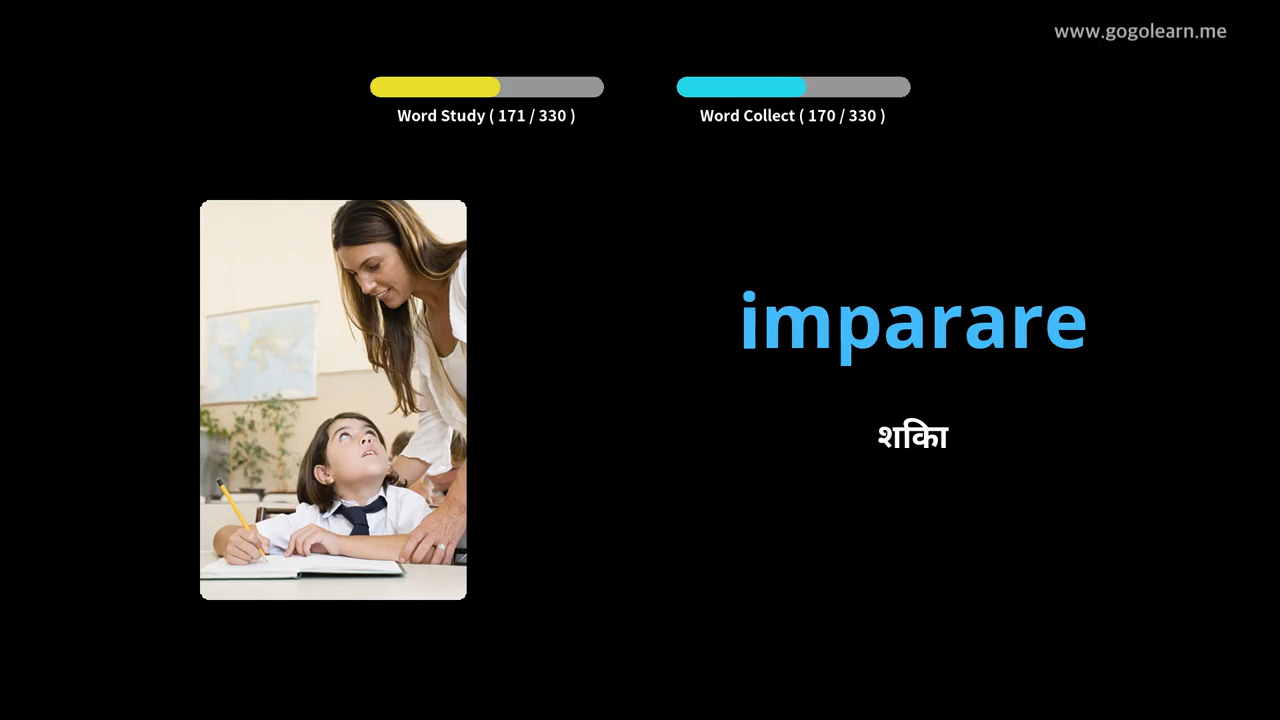 www.gogolearn.me
Word Study ( 171 / 330 )
Word Collect ( 170 / 330 )
imparare
शकिा